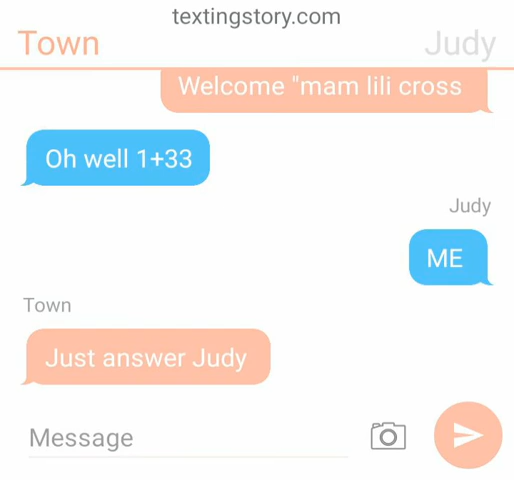 textingstory.com
Town
Judy
Welcome "mam lili cross
Oh well 1+33
Judy
ME
Town
Just answer Judy
Message